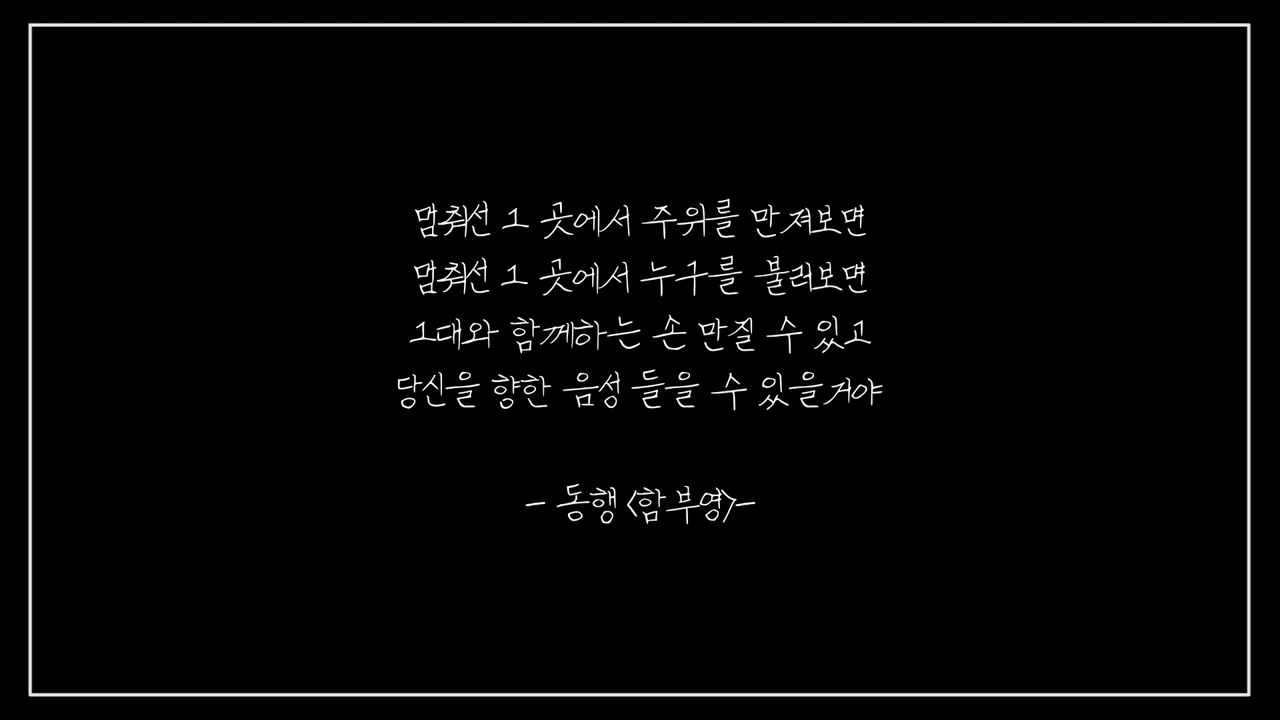 멈춰선 그 곳에서 주위를 만져보면
멈춰선 그 곳에서 누구를 불러보면
그대와 함께하는 손 만질 수 있고
당신을 향한 음성 들을 수 있을거야
- 동행 <함부영> -